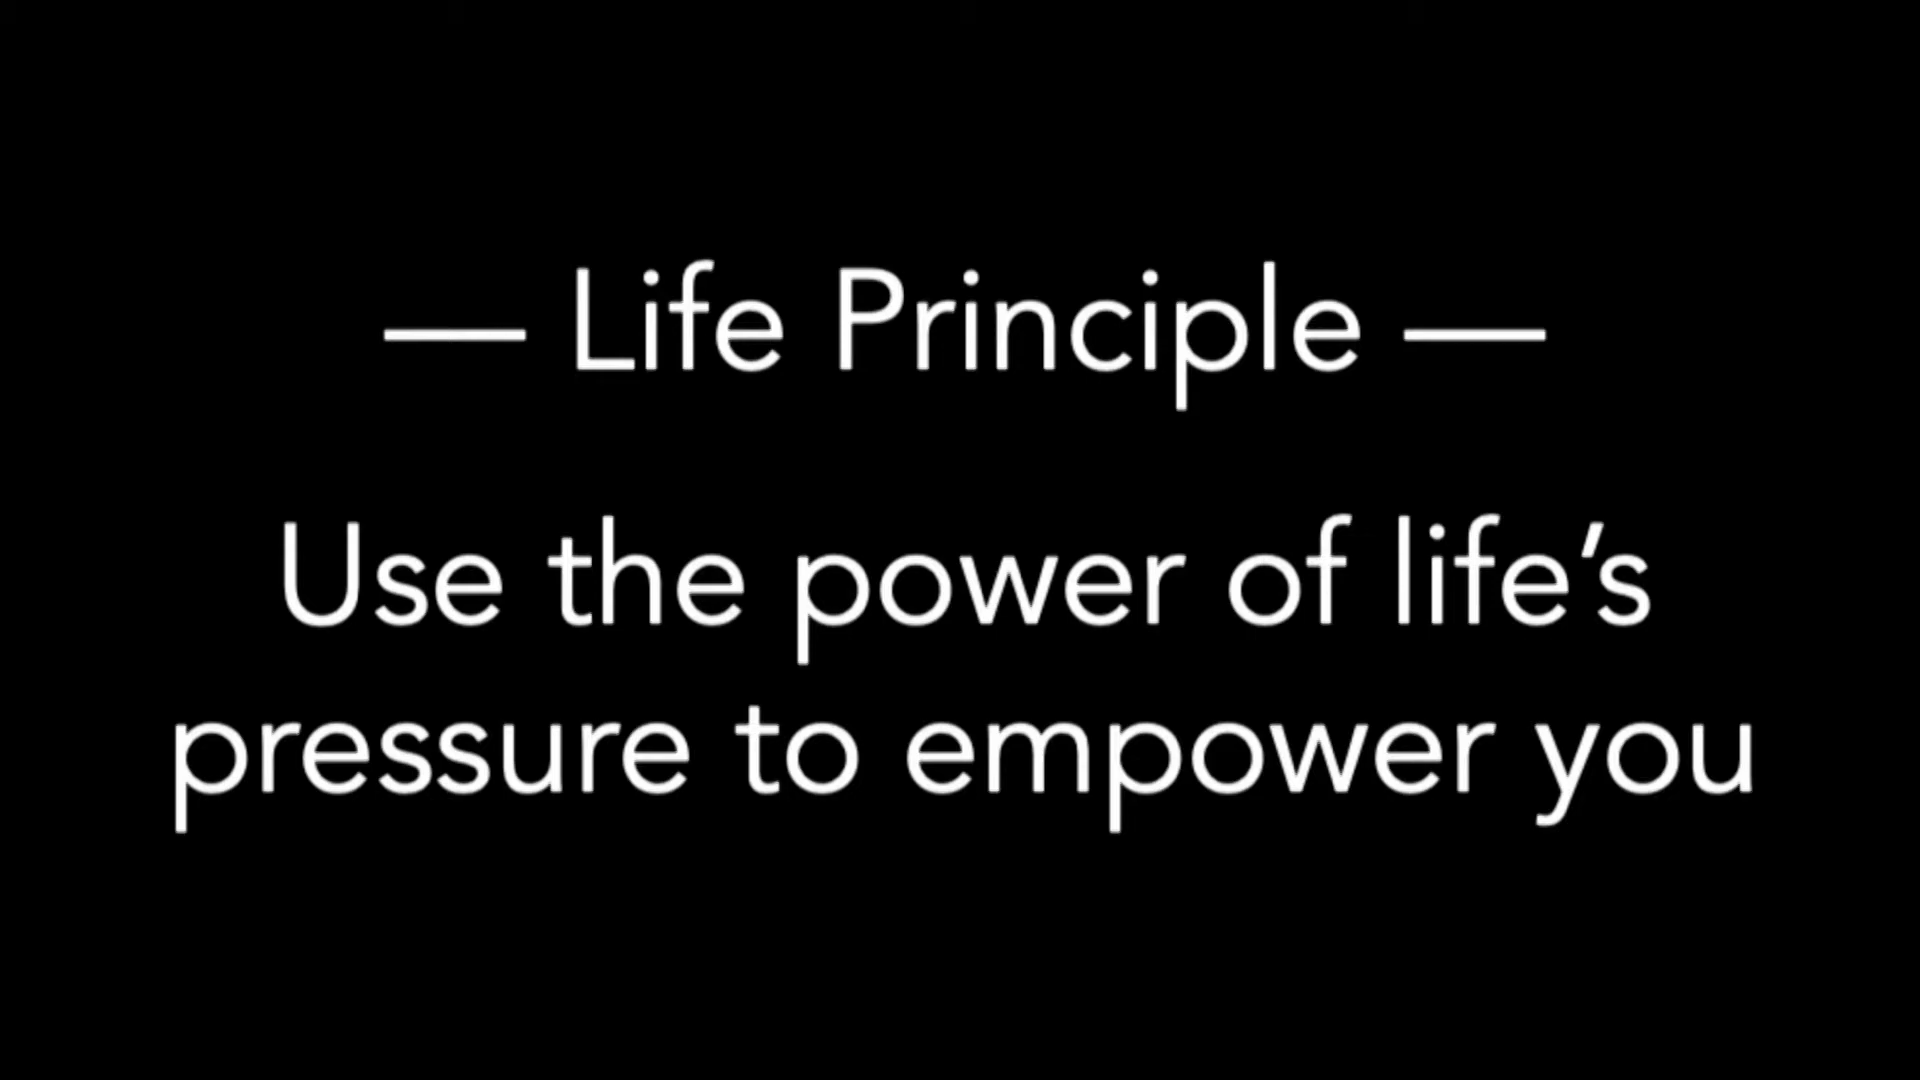 — Life Principle —
Use the power of life’s
pressure to empower you